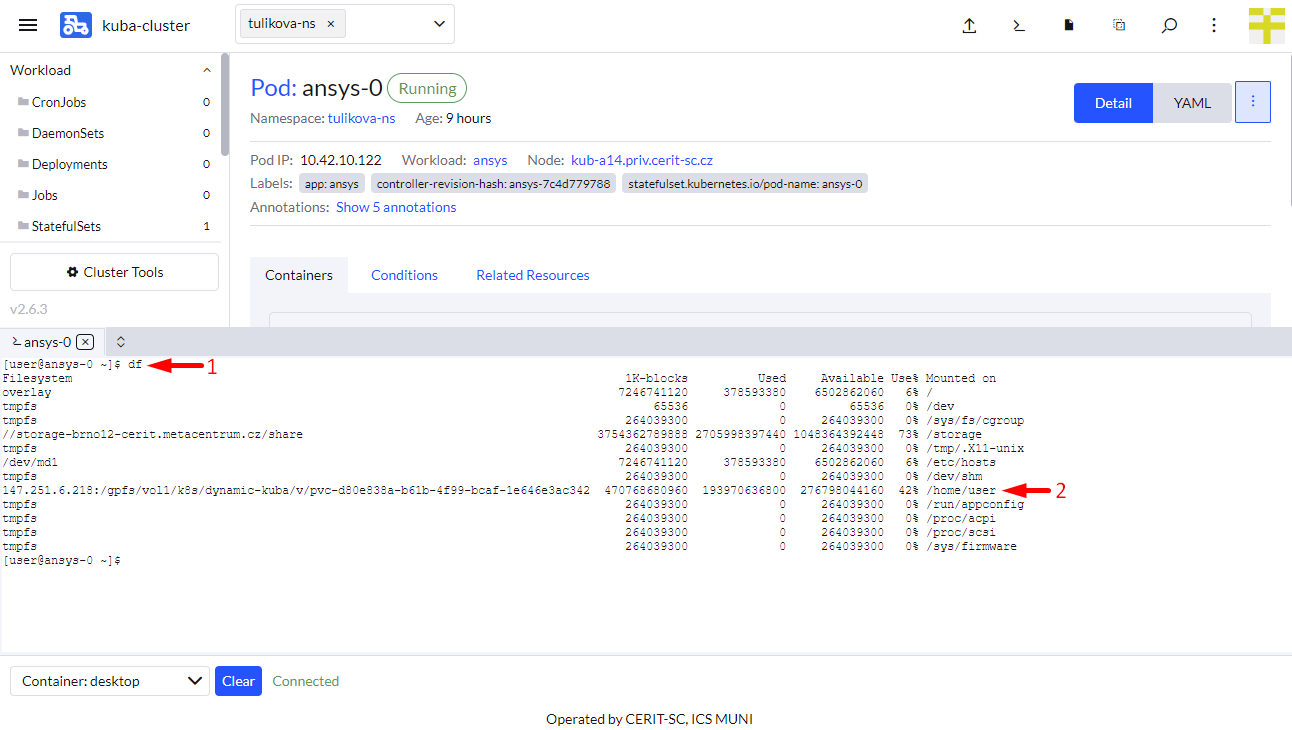 kuba-cluster
tulikova-ns ×
Workload
CronJobs 0
DaemonSets 0
Deployments 0
Jobs 0
StatefulSets 1
Cluster Tools
v2.6.3
Pod: ansys-0 Running
Namespace: tulikova-ns Age: 9 hours
Detail YAML
Pod IP: 10.42.10.122 Workload: ansys Node: kub-a14.priv.cerit-sc.cz
Labels: app: ansys controller-revision-hash: ansys-7c4d779788 statefulset.kubernetes.io/pod-name: ansys-0
Annotations: Show 5 annotations
Containers Conditions Related Resources
ansys-0
[user@ansys-0 ~]$ df 1
Filesystem 1K-blocks Used Available Use% Mounted on
overlay 7246741120 378593380 6502862060 6% /
tmpfs 65536 0 65536 0% /dev
tmpfs 264039300 0 264039300 0% /sys/fs/cgroup
//storage-brno12-cerit.metacentrum.cz/share 3754362789888 2705998397440 1048364392448 73% /storage
tmpfs 264039300 0 264039300 0% /tmp/.X11-unix
/dev/md1 7246741120 378593380 6502862060 6% /etc/hosts
tmpfs 264039300 0 264039300 0% /dev/shm
147.251.6.218:/gpfs/vol1/k8s/dynamic-kuba/v/pvc-d80e838a-b61b-4f99-bcaf-1e646e3ac342 470768680960 193970636800 276798044160 42% /home/user 2
tmpfs 264039300 0 264039300 0% /run/appconfig
tmpfs 264039300 0 264039300 0% /proc/acpi
tmpfs 264039300 0 264039300 0% /proc/scsi
tmpfs 264039300 0 264039300 0% /sys/firmware
[user@ansys-0 ~]$
Container: desktop Clear Connected
Operated by CERIT-SC, ICS MUNI